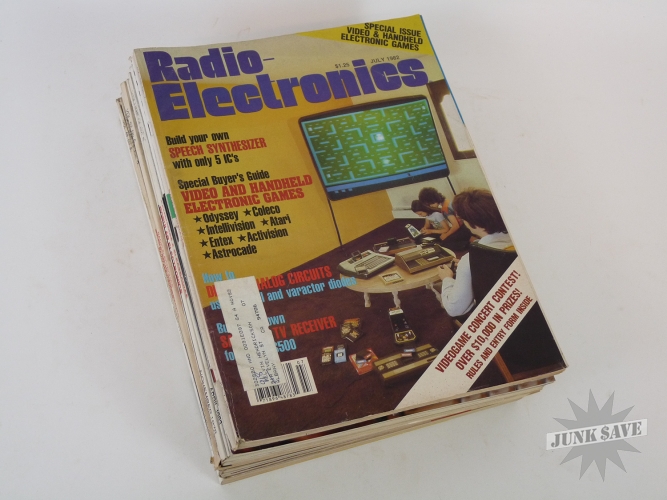 SPECIAL ISSUE
VIDEO & HANDHELD
ELECTRONIC GAMES
Radio-
Electronics
$1.25 JULY 1982
Build your own
SPEECH SYNTHESIZER
with only 5 IC's
Special Buyer's Guide
VIDEO AND HANDHELD
ELECTRONIC GAMES
★Odyssey ★Coleco
★Intellivision ★Atari
★Entex ★Activision
★Astrocade
How to
CIRCUITS
and varactor diodes
TV RECEIVER
VIDEOGAME CONCERT CONTEST!
OVER $10,000 IN PRIZES!
RULES AND ENTRY FORM INSIDE
JUNK SAVE